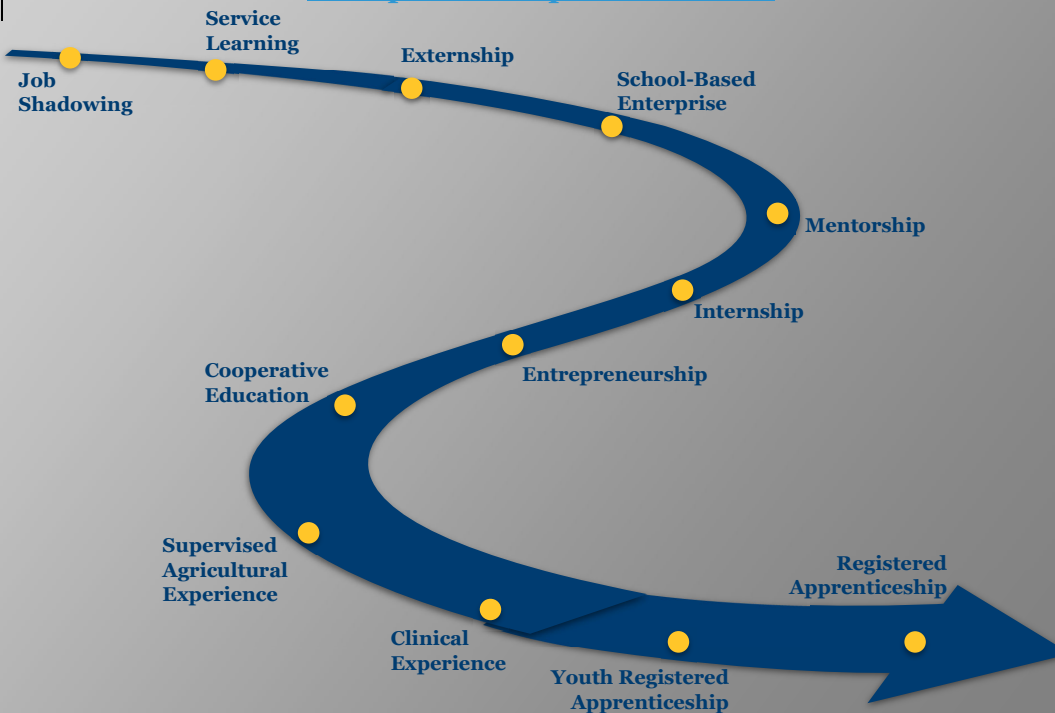 Service
Learning
Job
Shadowing
Externship
School-Based
Enterprise
Mentorship
Internship
Entrepreneurship
Cooperative
Education
Supervised
Agricultural
Experience
Clinical
Experience
Youth Registered
Apprenticeship
Registered
Apprenticeship